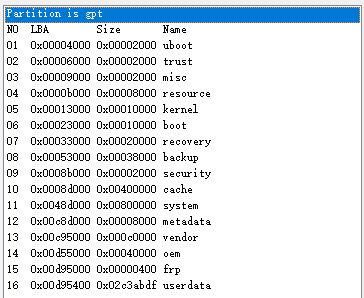 Partition is gpt
NO LBA Size Name
01 0x00004000 0x00002000 uboot
02 0x00006000 0x00002000 trust
03 0x00009000 0x00002000 misc
04 0x0000b000 0x00008000 resource
05 0x00013000 0x00010000 kernel
06 0x00023000 0x00010000 boot
07 0x00033000 0x00020000 recovery
08 0x00053000 0x00038000 backup
09 0x0008b000 0x00002000 security
10 0x0008d000 0x00400000 cache
11 0x0048d000 0x00800000 system
12 0x00c8d000 0x00008000 metadata
13 0x00c95000 0x000c0000 vendor
14 0x00d55000 0x00040000 oem
15 0x00d95000 0x00000400 frp
16 0x00d95400 0x02c3abdf userdata